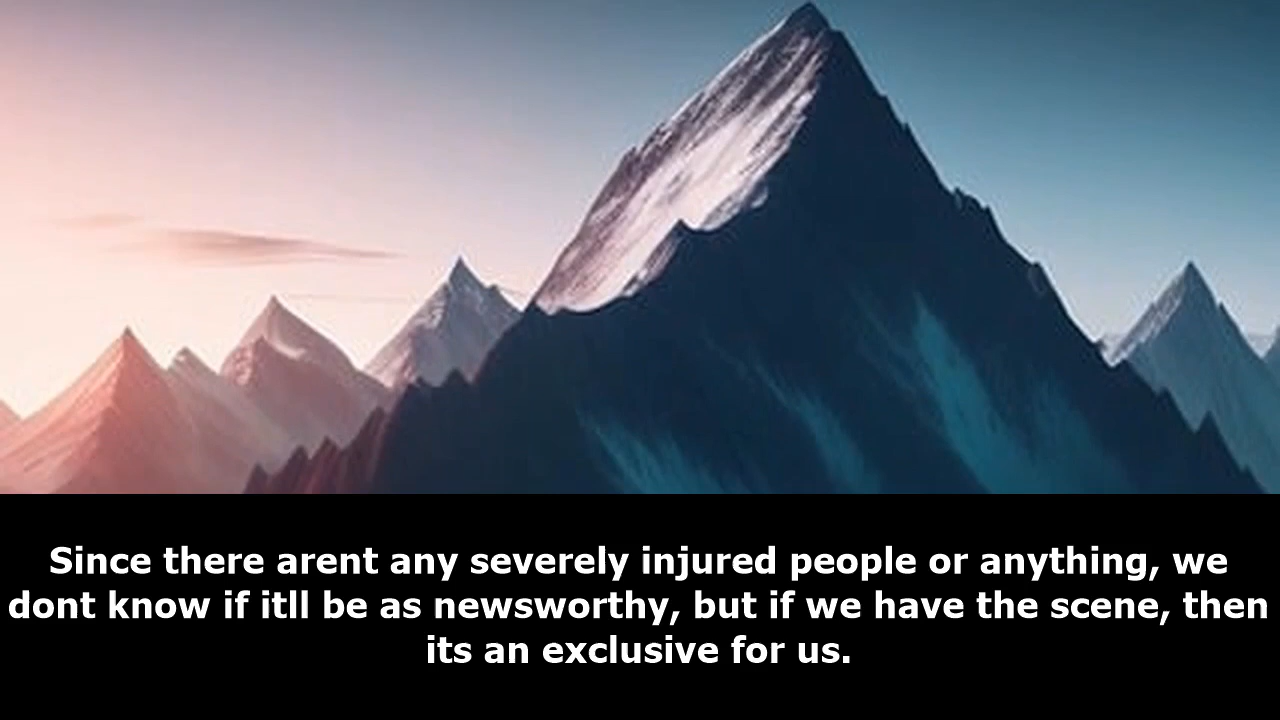 Since there arent any severely injured people or anything, we
dont know if itll be as newsworthy, but if we have the scene, then
its an exclusive for us.